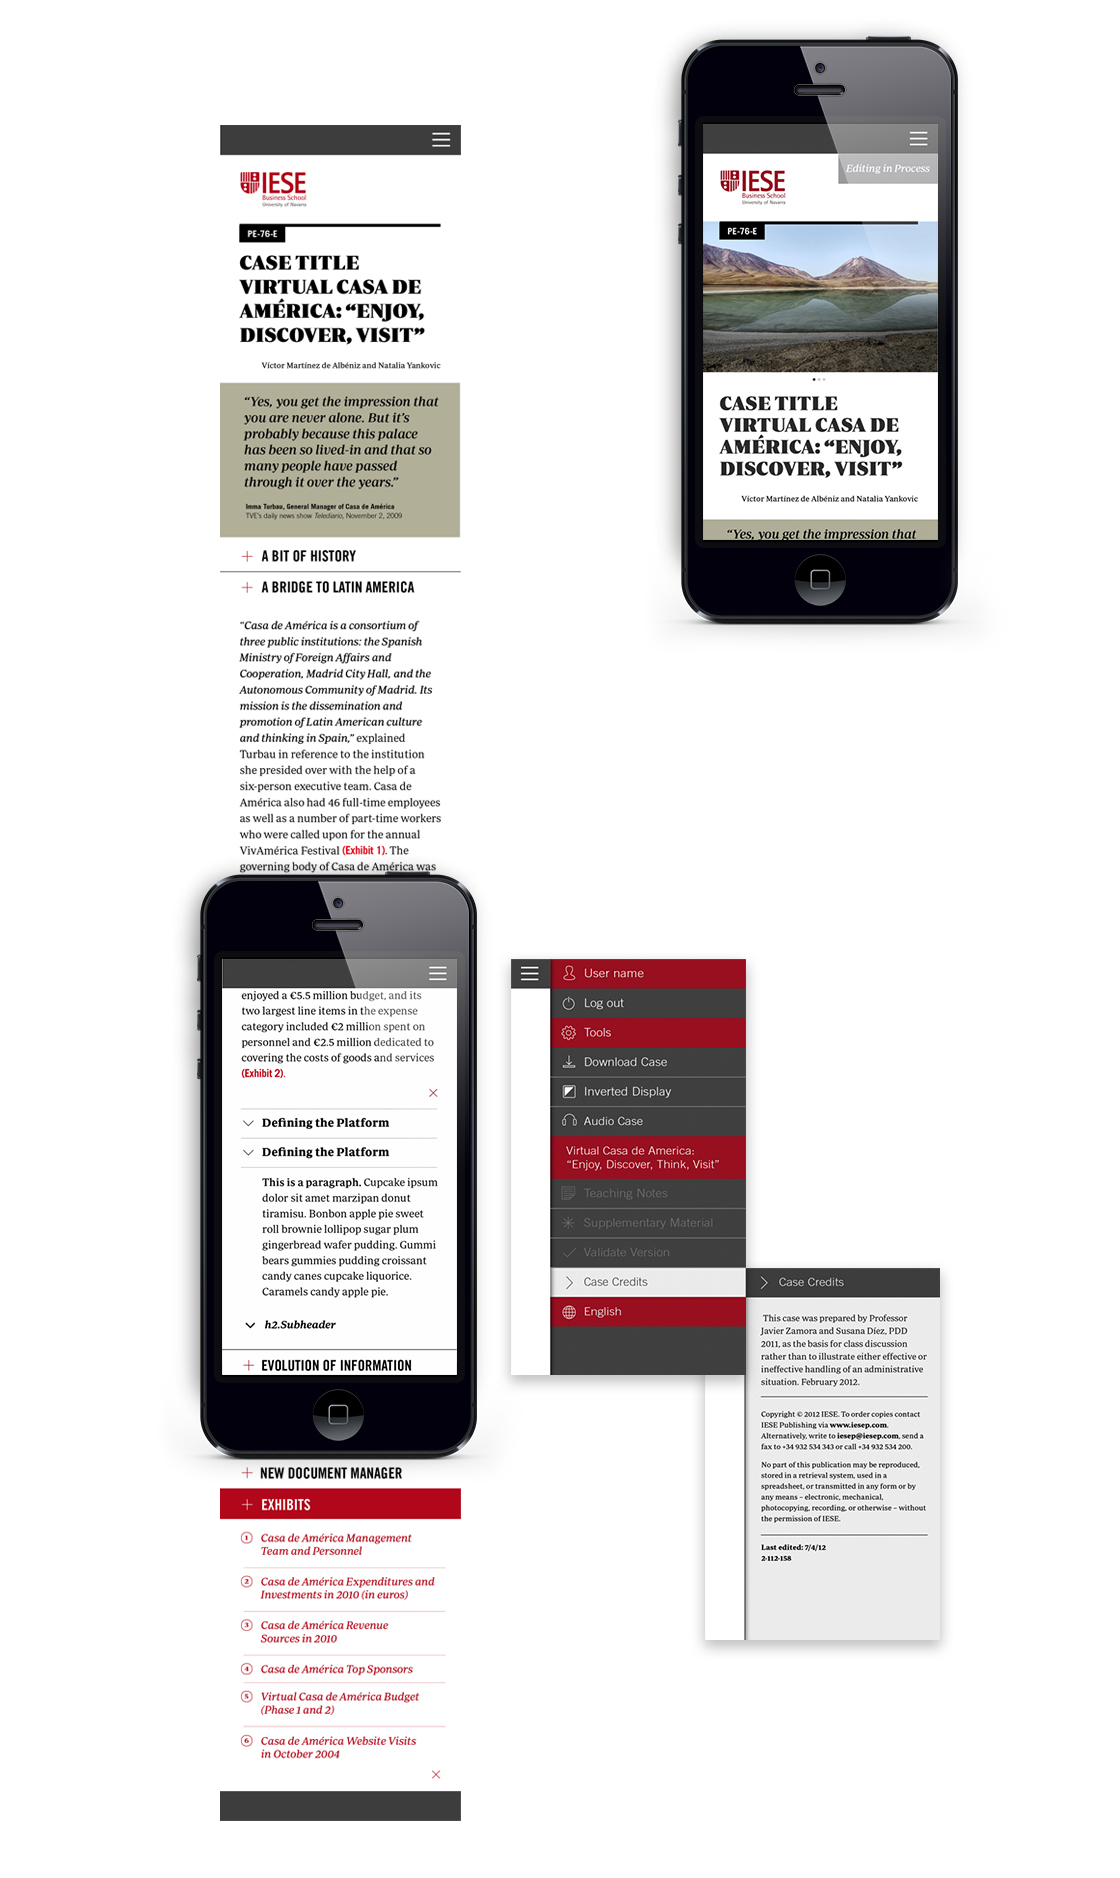 IESE
Business School
University of Navarra
PE-76-E
CASE TITLE
VIRTUAL CASA DE
AMÉRICA: “ENJOY,
DISCOVER, VISIT”
Víctor Martínez de Albéniz and Natalia Yankovic
“Yes, you get the impression that
you are never alone. But it’s
probably because this palace
has been so lived-in and that so
many people have passed
through it over the years.”
Imma Turbau, General Manager of Casa de América
TVE’s daily news show Telediario, November 2, 2009
A BIT OF HISTORY
A BRIDGE TO LATIN AMERICA
“Casa de América is a consortium of
three public institutions: the Spanish
Ministry of Foreign Affairs and
Cooperation, Madrid City Hall, and the
Autonomous Community of Madrid. Its
mission is the dissemination and
promotion of Latin American culture
and thinking in Spain,” explained
Turbau in reference to the institution
she presided over with the help of a
six-person executive team. Casa de
América also had 46 full-time employees
as well as a number of part-time workers
who were called upon for the annual
VivAmérica Festival (Exhibit 1). The
governing body of Casa de América was
enjoyed a €5.5 million budget, and its
two largest line items in the expense
category included €2 million spent on
personnel and €2.5 million dedicated to
covering the costs of goods and services
(Exhibit 2).
Defining the Platform
Defining the Platform
This is a paragraph. Cupcake ipsum
dolor sit amet marzipan donut
tiramisu. Bonbon apple pie sweet
roll brownie lollipop sugar plum
gingerbread wafer pudding. Gummi
bears gummies pudding croissant
candy canes cupcake liquorice.
Caramels candy apple pie.
h2.Subheader
EVOLUTION OF INFORMATION
NEW DOCUMENT MANAGER
EXHIBITS
1 Casa de América Management
Team and Personnel
2 Casa de América Expenditures and
Investments in 2010 (in euros)
3 Casa de América Revenue
Sources in 2010
4 Casa de América Top Sponsors
5 Virtual Casa de América Budget
(Phase 1 and 2)
6 Casa de América Website Visits
in October 2004
Editing in Process
IESE
Business School
University of Navarra
PE-76-E
CASE TITLE
VIRTUAL CASA DE
AMÉRICA: “ENJOY,
DISCOVER, VISIT”
Víctor Martínez de Albéniz and Natalia Yankovic
“Yes, you get the impression that
User name
Log out
Tools
Download Case
Inverted Display
Audio Case
Virtual Casa de America:
“Enjoy, Discover, Think, Visit”
Teaching Notes
Supplementary Material
Validate Version
Case Credits
English
Case Credits
This case was prepared by Professor
Javier Zamora and Susana Díez, PDD
2011, as the basis for class discussion
rather than to illustrate either effective or
ineffective handling of an administrative
situation. February 2012.
Copyright © 2012 IESE. To order copies contact
IESE Publishing via www.iesep.com.
Alternatively, write to iesep@iesep.com, send a
fax to +34 932 534 343 or call +34 932 534 200.
No part of this publication may be reproduced,
stored in a retrieval system, used in a
spreadsheet, or transmitted in any form or by
any means – electronic, mechanical,
photocopying, recording, or otherwise – without
the permission of IESE.
Last edited: 7/4/12
2-112-158